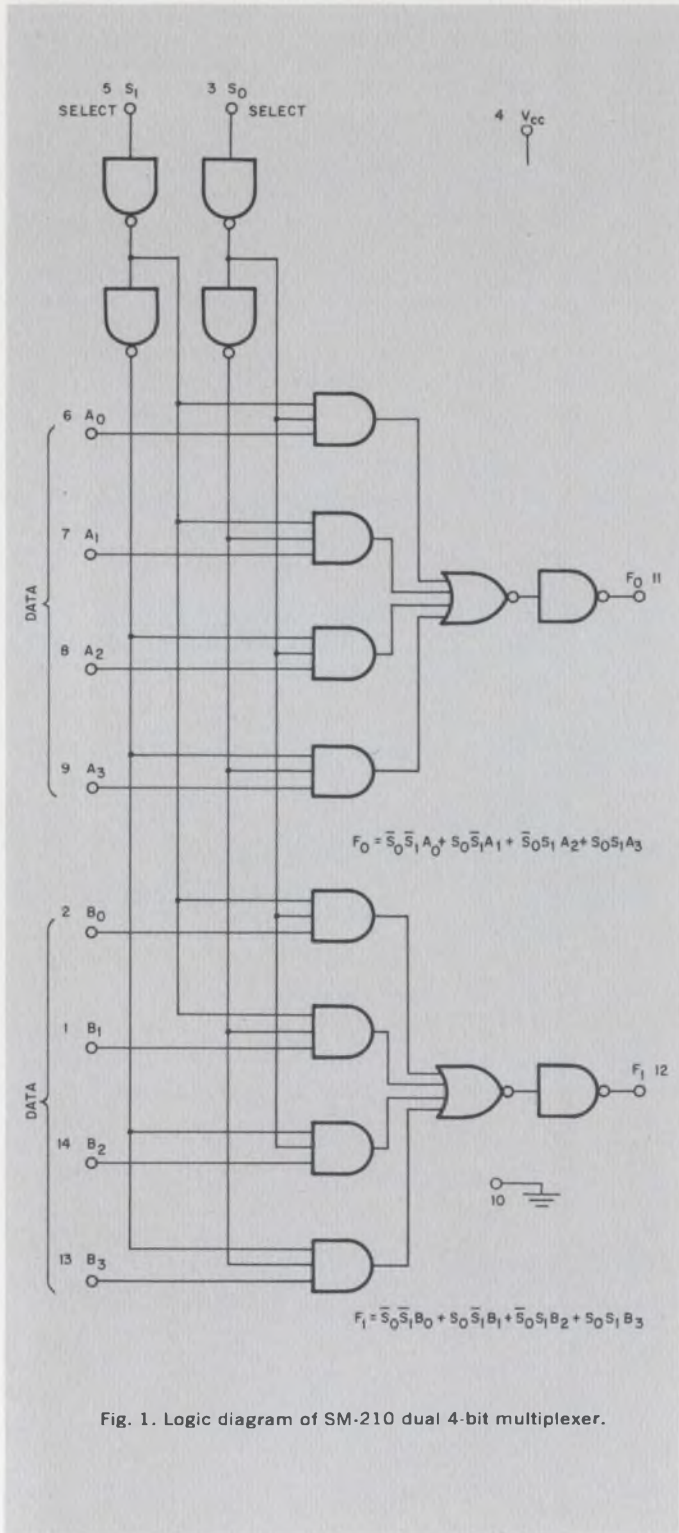 5 S₁ 3 S₀
SELECT SELECT
4 Vcc
6 A₀
7 A₁
DATA
8 A₂
9 A₃
F₀ 11
F₀ = S̅₀S̅₁A₀ + S₀S̅₁A₁ + S̅₀S₁A₂ + S₀S₁A₃
2 B₀
1 B₁
DATA
14 B₂
13 B₃
F₁ 12
10
F₁ = S̅₀S̅₁B₀ + S₀S̅₁B₁ + S̅₀S₁B₂ + S₀S₁B₃
Fig. 1. Logic diagram of SM-210 dual 4-bit multiplexer.